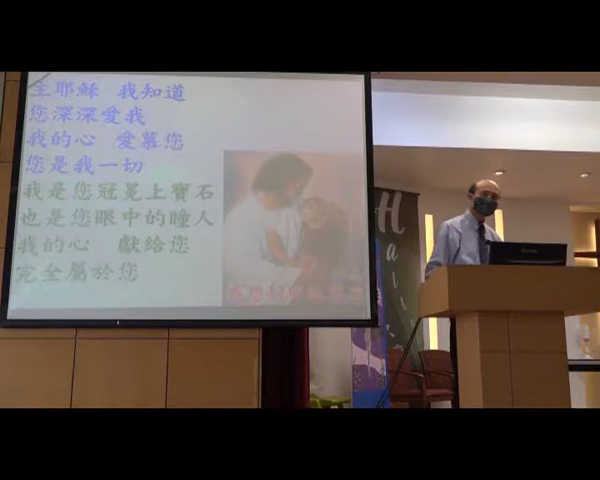 主耶穌 我知道
您深深愛我
我的心 愛慕您
您是我一切
我是您冠冕上寶石
也是您眼中的瞳人
我的心 獻給您
完全屬於您
Hall